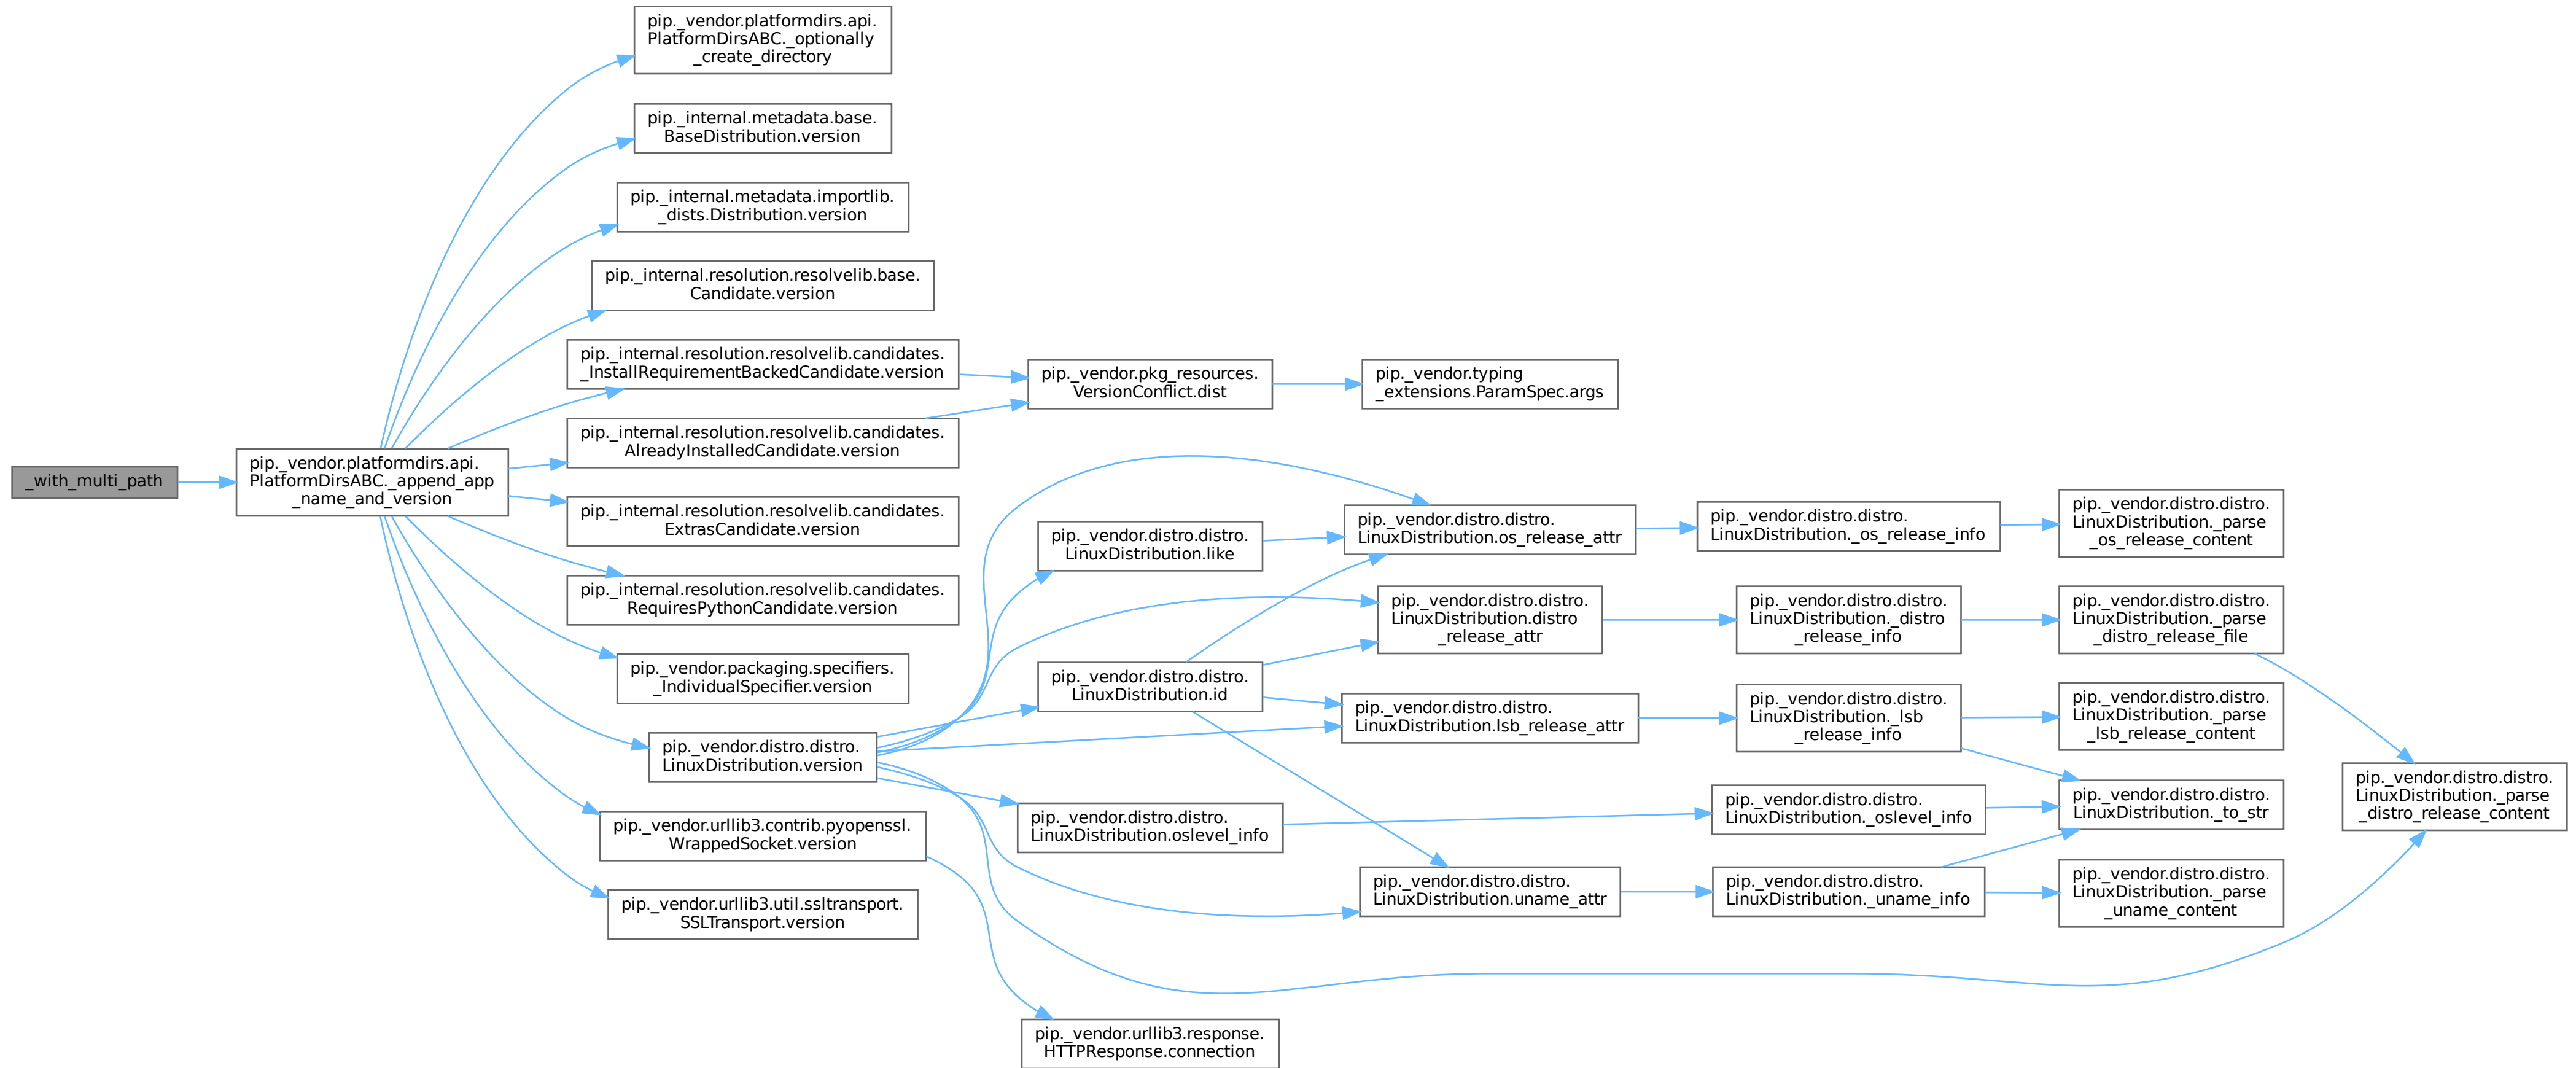 _with_multi_path
pip._vendor.platformdirs.api.
PlatformDirsABC._append_app
_name_and_version
pip._vendor.platformdirs.api.
PlatformDirsABC._optionally
_create_directory
pip._internal.metadata.base.
BaseDistribution.version
pip._internal.metadata.importlib.
_dists.Distribution.version
pip._internal.resolution.resolvelib.base.
Candidate.version
pip._internal.resolution.resolvelib.candidates.
_InstallRequirementBackedCandidate.version
pip._internal.resolution.resolvelib.candidates.
AlreadyInstalledCandidate.version
pip._internal.resolution.resolvelib.candidates.
ExtrasCandidate.version
pip._internal.resolution.resolvelib.candidates.
RequiresPythonCandidate.version
pip._vendor.packaging.specifiers.
_IndividualSpecifier.version
pip._vendor.distro.distro.
LinuxDistribution.version
pip._vendor.urllib3.contrib.pyopenssl.
WrappedSocket.version
pip._vendor.urllib3.util.ssltransport.
SSLTransport.version
pip._vendor.pkg_resources.
VersionConflict.dist
pip._vendor.distro.distro.
LinuxDistribution.like
pip._vendor.distro.distro.
LinuxDistribution.id
pip._vendor.distro.distro.
LinuxDistribution.oslevel_info
pip._vendor.urllib3.response.
HTTPResponse.connection
pip._vendor.typing
_extensions.ParamSpec.args
pip._vendor.distro.distro.
LinuxDistribution.os_release_attr
pip._vendor.distro.distro.
LinuxDistribution.distro
_release_attr
pip._vendor.distro.distro.
LinuxDistribution.lsb_release_attr
pip._vendor.distro.distro.
LinuxDistribution.uname_attr
pip._vendor.distro.distro.
LinuxDistribution._os_release_info
pip._vendor.distro.distro.
LinuxDistribution._distro
_release_info
pip._vendor.distro.distro.
LinuxDistribution._lsb
_release_info
pip._vendor.distro.distro.
LinuxDistribution._oslevel_info
pip._vendor.distro.distro.
LinuxDistribution._uname_info
pip._vendor.distro.distro.
LinuxDistribution._parse
_os_release_content
pip._vendor.distro.distro.
LinuxDistribution._parse
_distro_release_file
pip._vendor.distro.distro.
LinuxDistribution._parse
_lsb_release_content
pip._vendor.distro.distro.
LinuxDistribution._to_str
pip._vendor.distro.distro.
LinuxDistribution._parse
_uname_content
pip._vendor.distro.distro.
LinuxDistribution._parse
_distro_release_content